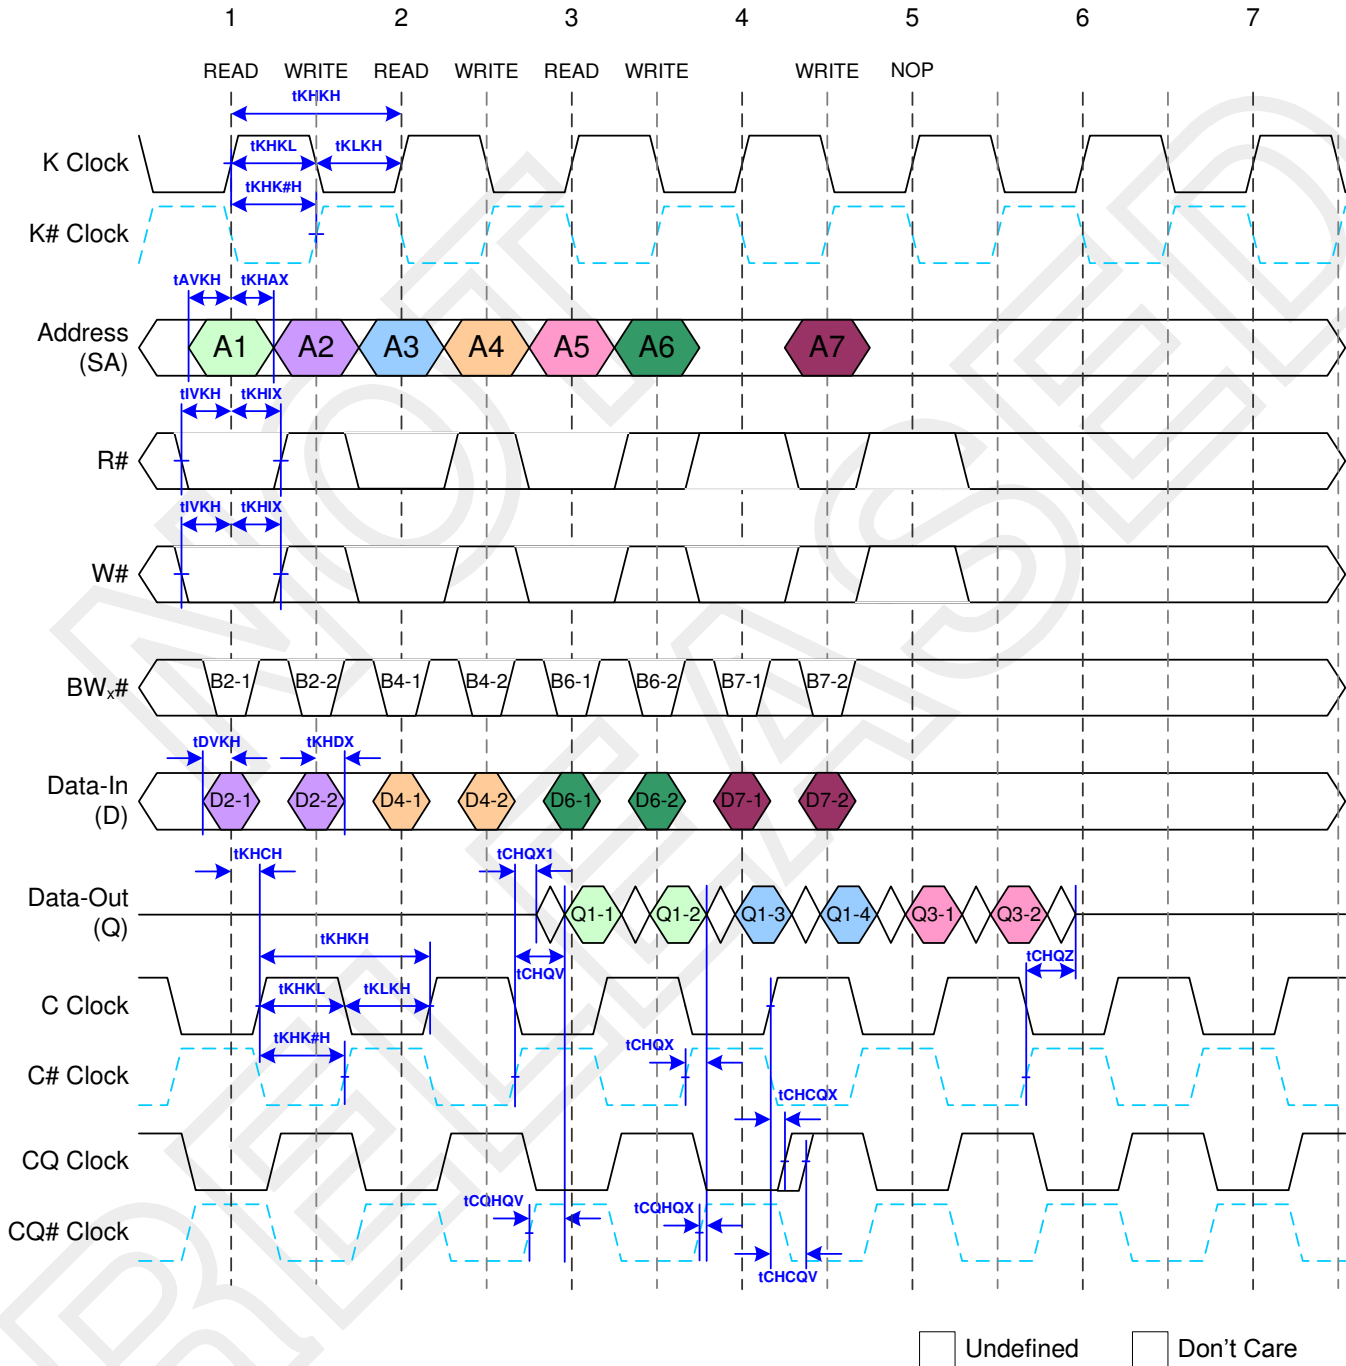 1 2 3 4 5 6 7
READ WRITE READ WRITE READ WRITE WRITE NOP
tKHKH
K Clock
tKHKL tKLKH
tKHK#H
K# Clock
tAVKH tKHAX
Address
(SA)
A1 A2 A3 A4 A5 A6 A7
tIVKH tKHIX
R#
tIVKH tKHIX
W#
BWx# B2-1 B2-2 B4-1 B4-2 B6-1 B6-2 B7-1 B7-2
tDVKH tKHDX
Data-In
(D)
D2-1 D2-2 D4-1 D4-2 D6-1 D6-2 D7-1 D7-2
tKHCH tCHQX1
Data-Out
(Q)
Q1-1 Q1-2 Q1-3 Q1-4 Q3-1 Q3-2
tKHKH tCHQV tCHQZ
C Clock
tKHKL tKLKH
tKHK#H tCHQX
C# Clock
tCHCQX
CQ Clock
tCQHQV tCQHQX
CQ# Clock
tCHCQV
Undefined Don't Care
NOT
RELEASED